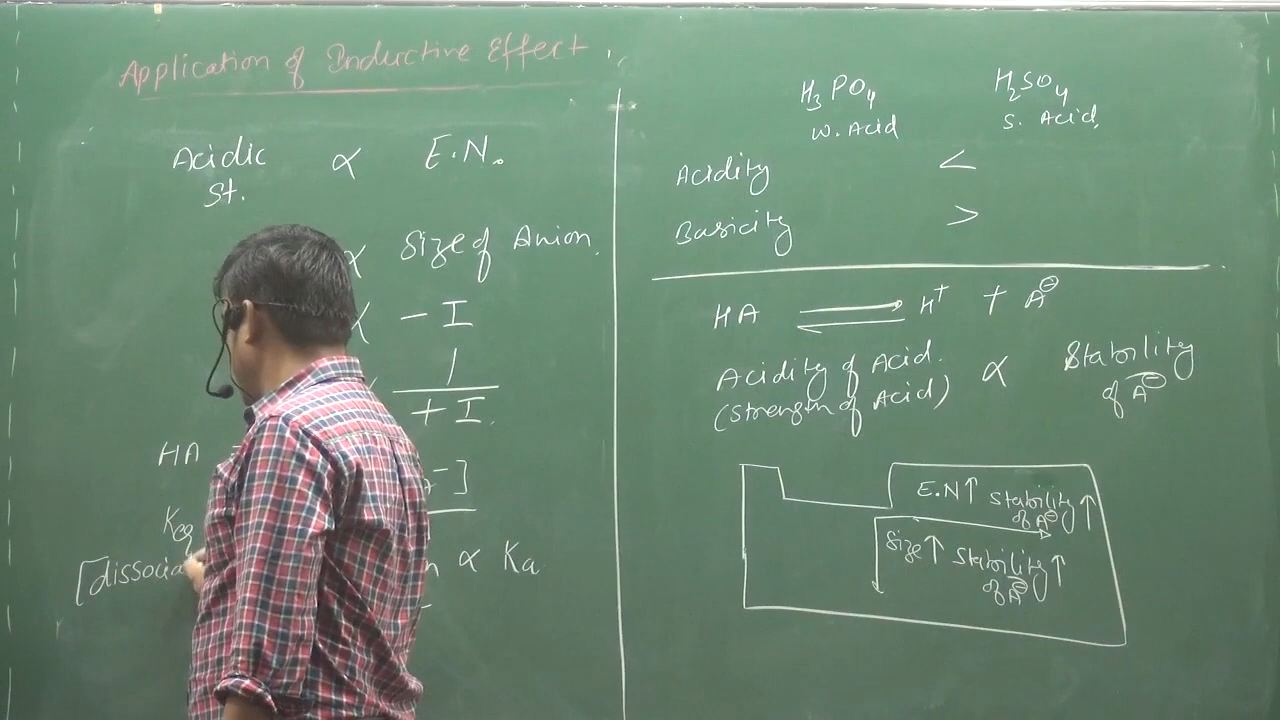 Application of Inductive Effect
Acidic ∝ E.N.
St.
∝ Size of Anion
∝ - I
1
+ I
HA
Keq
∝ Ka
H3PO4 H2SO4
W. Acid S. Acid
Acidity <
Basicity >
HA ⇌ H+ + A⊖
Acidity of Acid. ∝ Stability
(Strength of Acid) of A⊖
E.N↑ Stability ↑
of A⊖
Size↑ Stability ↑
of A⊖